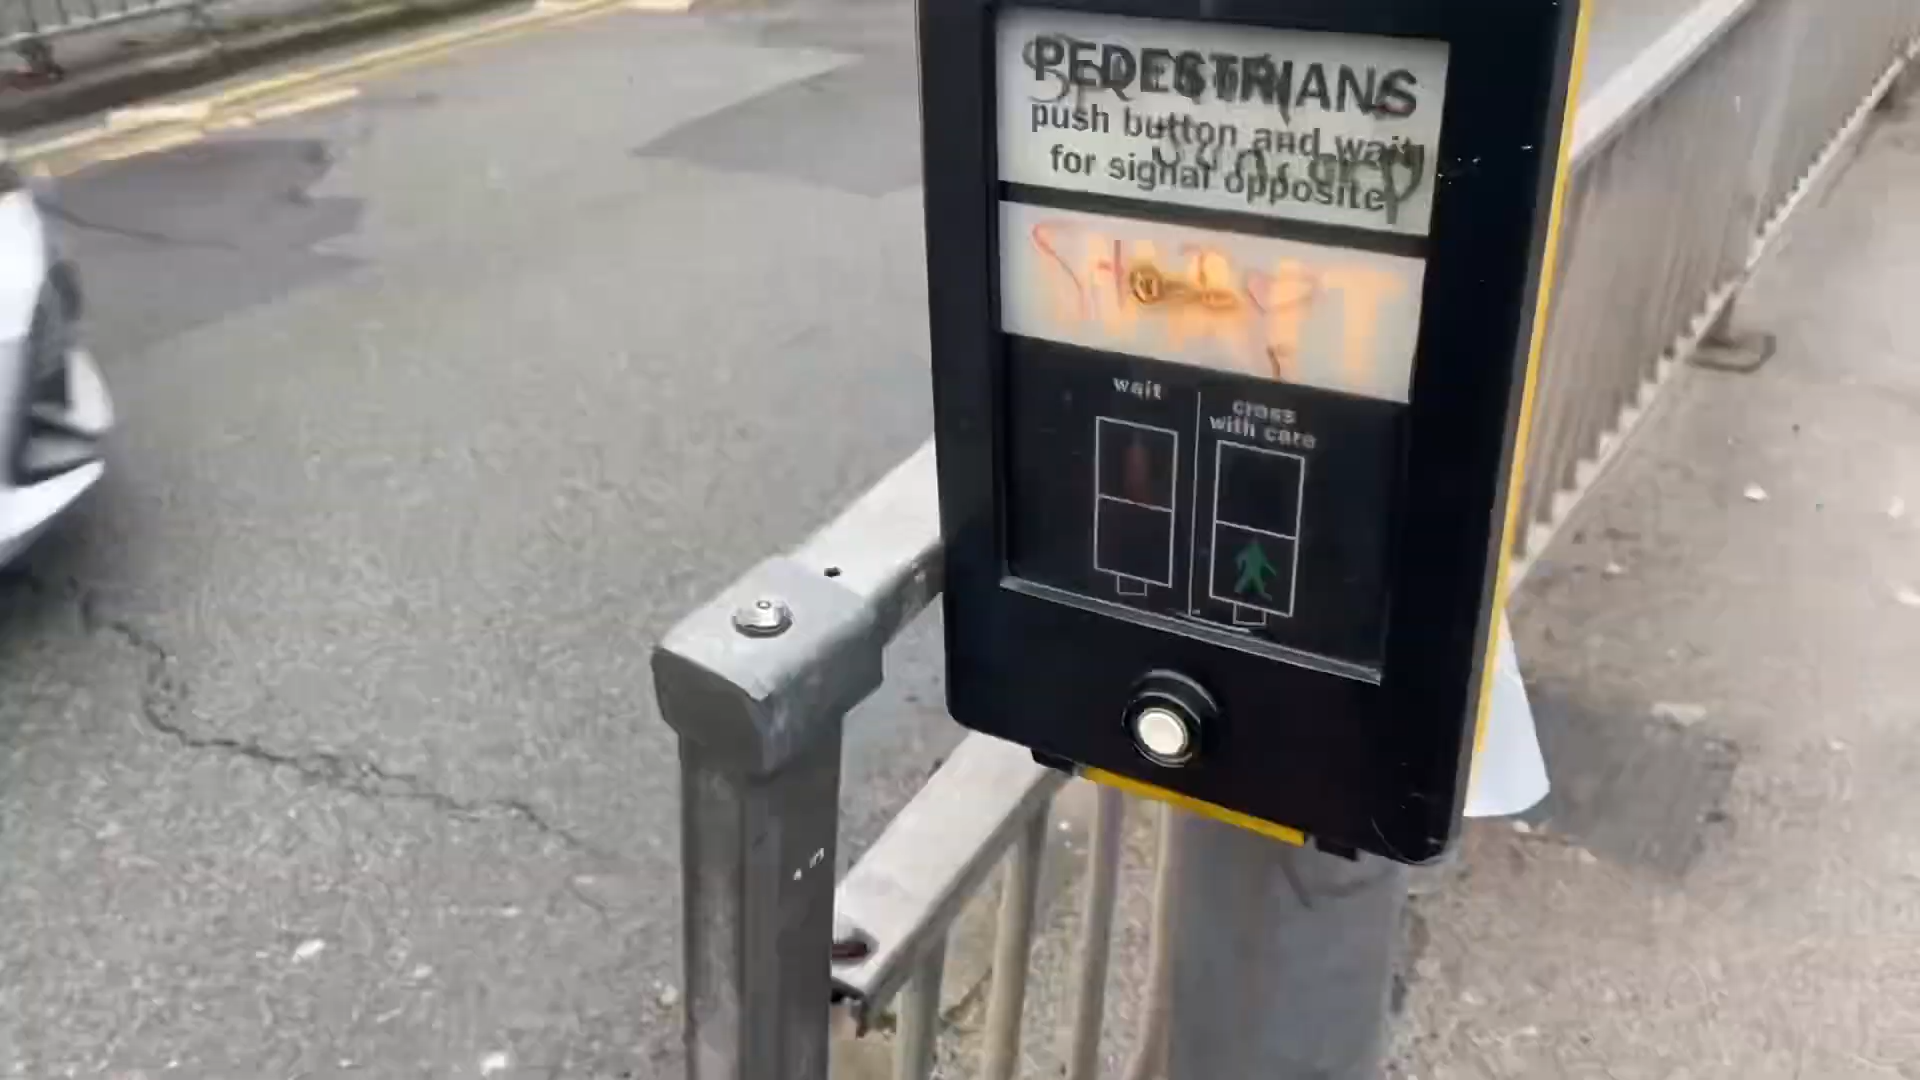 PEDESTRIANS
push button and wait
for signal opposite
WAIT
wait
cross
with care